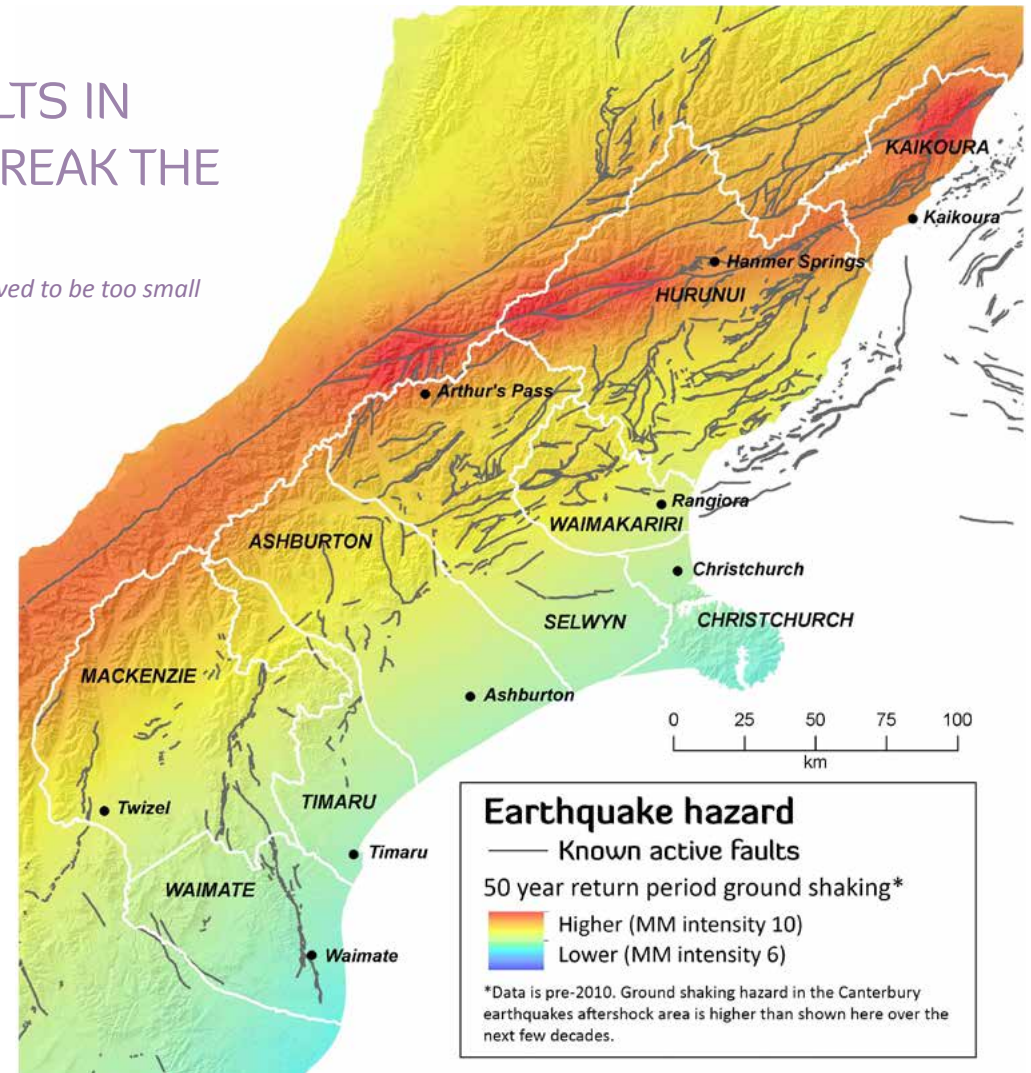 LTS IN
REAK THE
ved to be too small
KAIKOURA
Kaikoura
Hanmer Springs
HURUNUI
Arthur's Pass
Rangiora
WAIMAKARIRI
ASHBURTON
Christchurch
SELWYN
CHRISTCHURCH
MACKENZIE
Ashburton
0 25 50 75 100
km
TIMARU
Twizel
Timaru
WAIMATE
Waimate
Earthquake hazard
Known active faults
50 year return period ground shaking*
Higher (MM intensity 10)
Lower (MM intensity 6)
*Data is pre-2010. Ground shaking hazard in the Canterbury
earthquakes aftershock area is higher than shown here over the
next few decades.